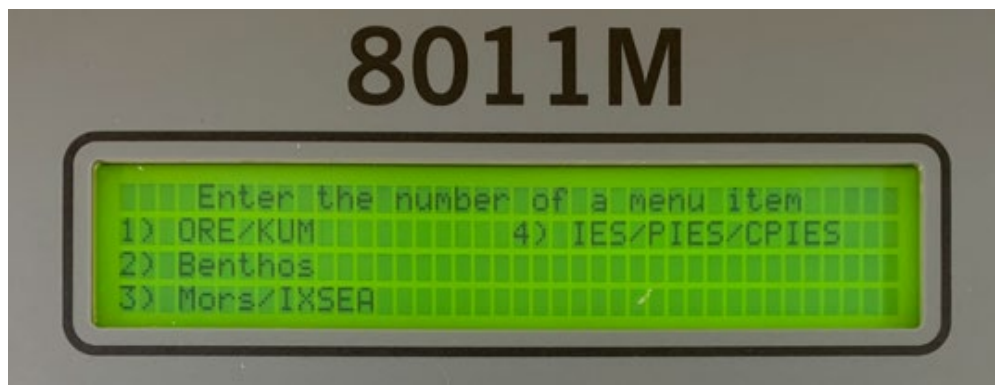 8011M
Enter the number of a menu item
1) ORE/KUM 4) IES/PIES/CPIES
2) Benthos
3) Mors/IXSEA